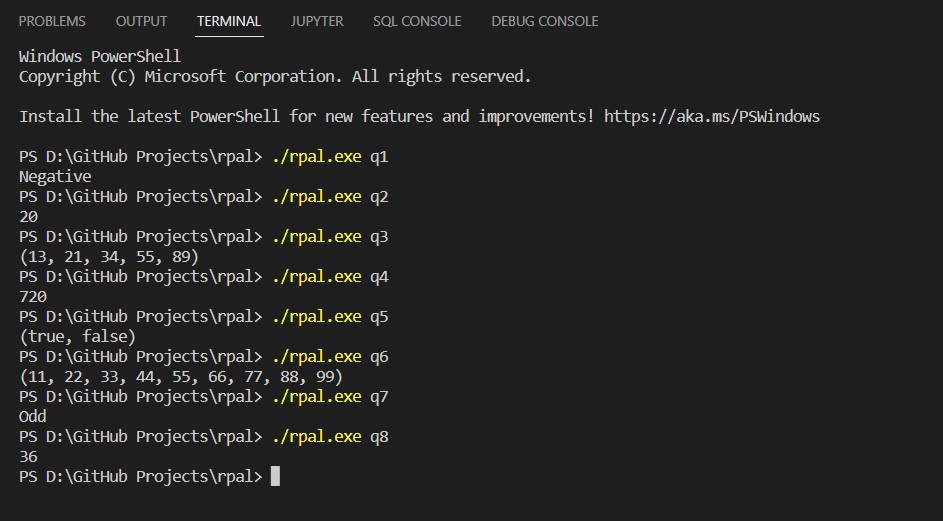 PROBLEMS OUTPUT TERMINAL JUPYTER SQL CONSOLE DEBUG CONSOLE
Windows PowerShell
Copyright (C) Microsoft Corporation. All rights reserved.
Install the latest PowerShell for new features and improvements! https://aka.ms/PSWindows
PS D:\GitHub Projects\rpal> ./rpal.exe q1
Negative
PS D:\GitHub Projects\rpal> ./rpal.exe q2
20
PS D:\GitHub Projects\rpal> ./rpal.exe q3
(13, 21, 34, 55, 89)
PS D:\GitHub Projects\rpal> ./rpal.exe q4
720
PS D:\GitHub Projects\rpal> ./rpal.exe q5
(true, false)
PS D:\GitHub Projects\rpal> ./rpal.exe q6
(11, 22, 33, 44, 55, 66, 77, 88, 99)
PS D:\GitHub Projects\rpal> ./rpal.exe q7
Odd
PS D:\GitHub Projects\rpal> ./rpal.exe q8
36
PS D:\GitHub Projects\rpal>